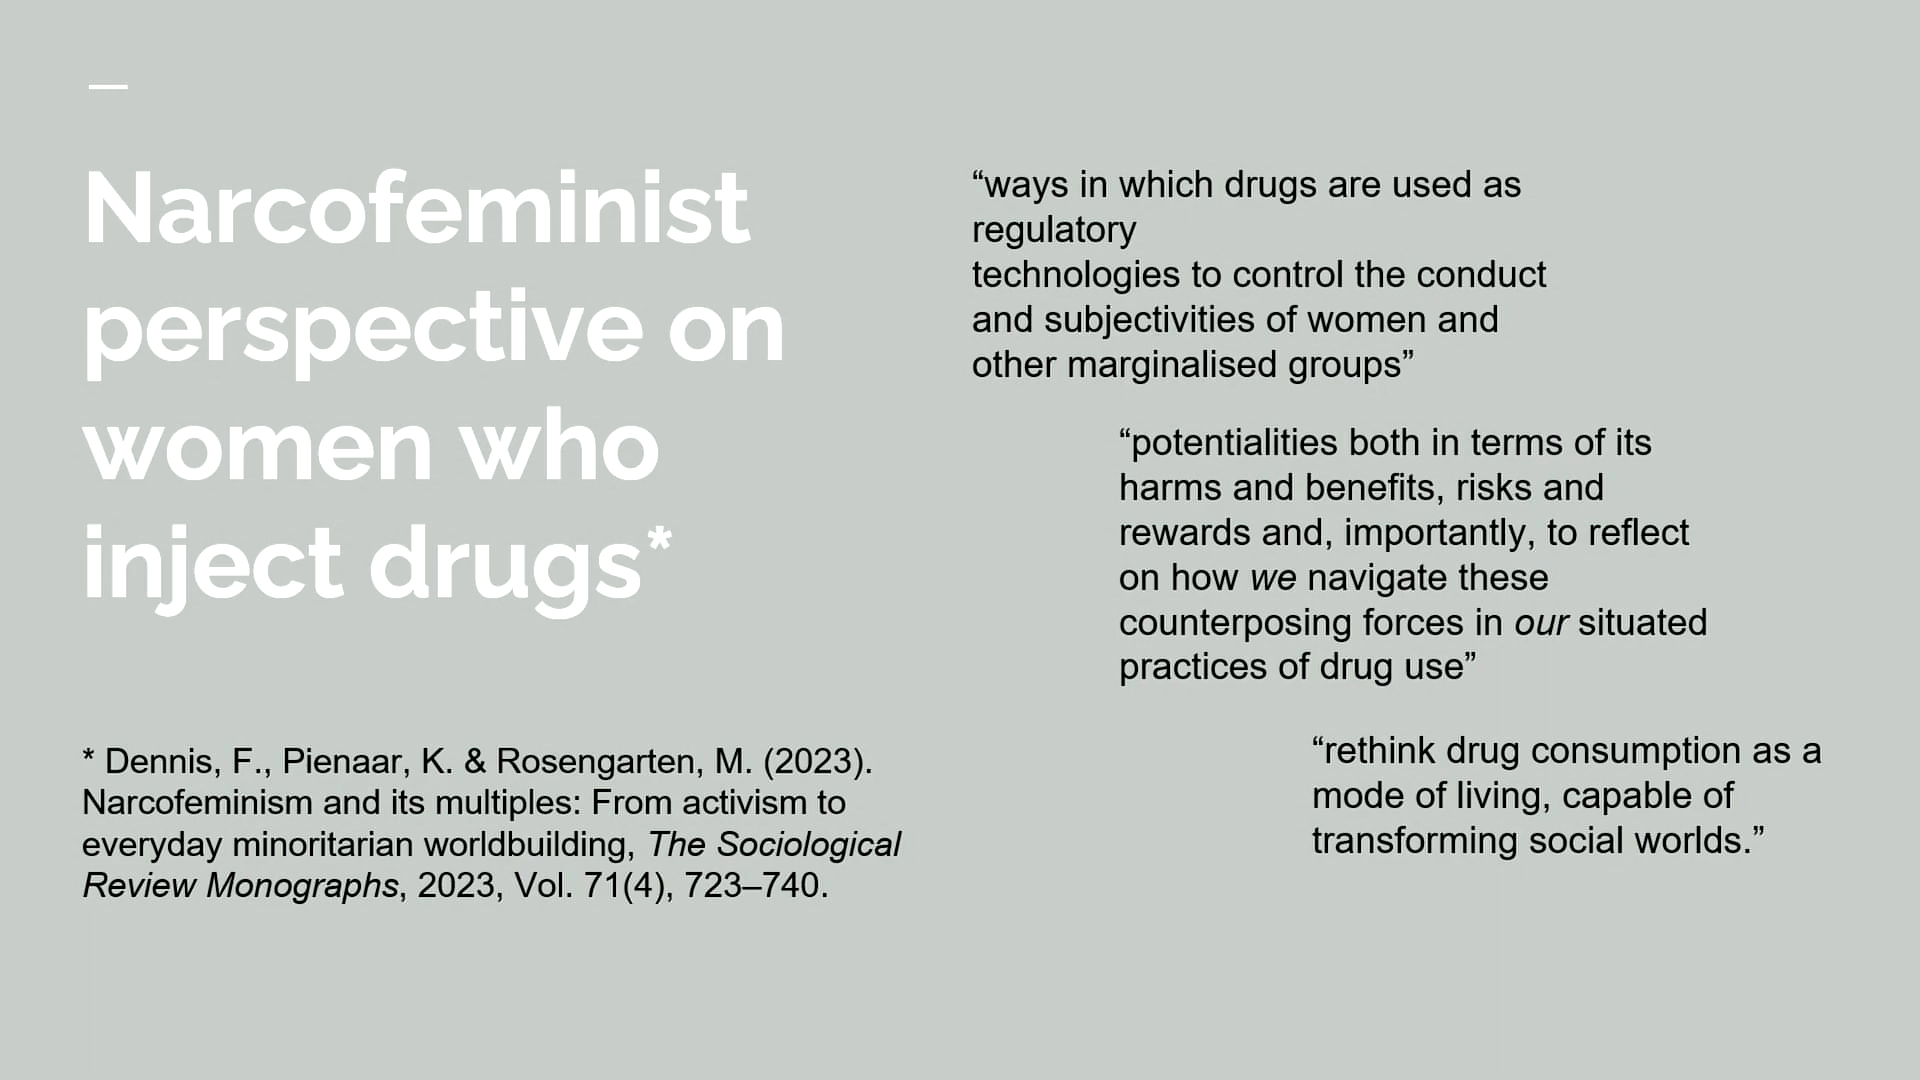 Narcofeminist
perspective on
women who
inject drugs*
* Dennis, F., Pienaar, K. & Rosengarten, M. (2023).
Narcofeminism and its multiples: From activism to
everyday minoritarian worldbuilding, The Sociological
Review Monographs, 2023, Vol. 71(4), 723–740.
“ways in which drugs are used as
regulatory
technologies to control the conduct
and subjectivities of women and
other marginalised groups”
“potentialities both in terms of its
harms and benefits, risks and
rewards and, importantly, to reflect
on how we navigate these
counterposing forces in our situated
practices of drug use”
“rethink drug consumption as a
mode of living, capable of
transforming social worlds.”